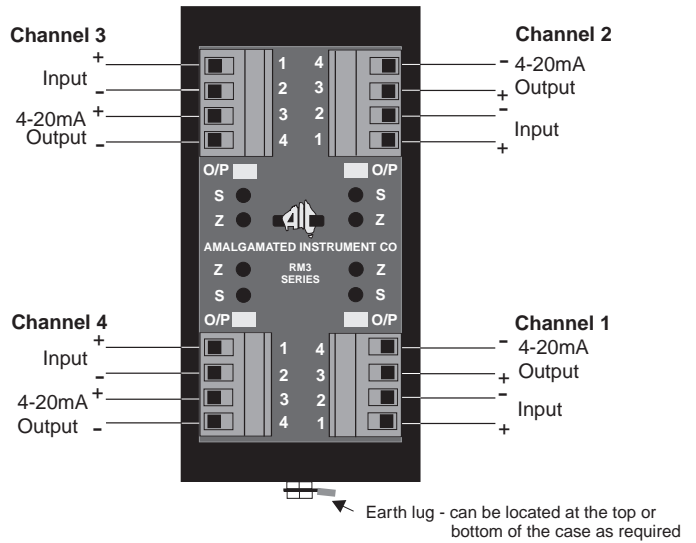 Channel 3
Channel 2
+
Input
-
4-20mA +
Output -
1 4
2 3
3 2
4 1
- 4-20mA
+ Output
-
Input
+
O/P O/P
S S
Z Z
AIC
AMALGAMATED INSTRUMENT CO
Z RM3 Z
SERIES
S S
O/P O/P
Channel 4
Channel 1
+
Input
-
4-20mA +
Output -
1 4
2 3
3 2
4 1
- 4-20mA
+ Output
-
Input
+
Earth lug - can be located at the top or
bottom of the case as required